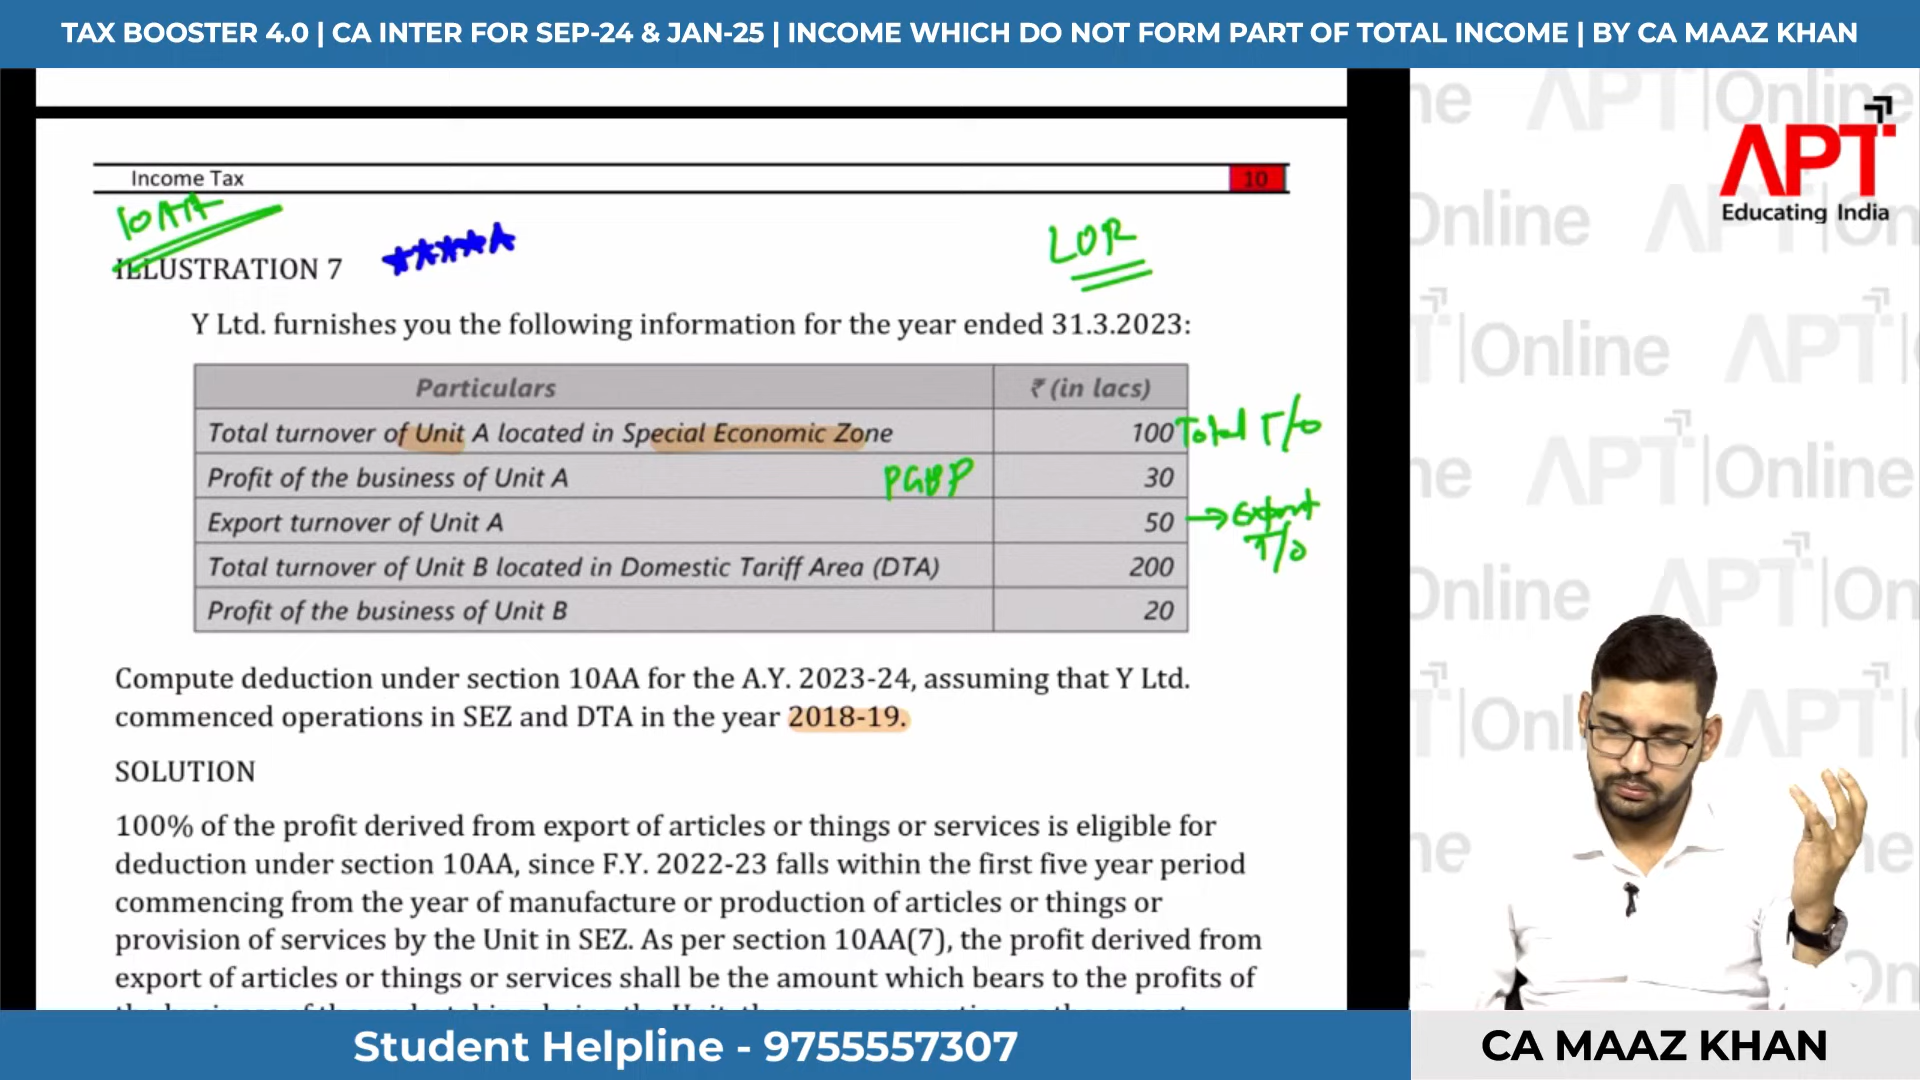 TAX BOOSTER 4.0 | CA INTER FOR SEP-24 & JAN-25 | INCOME WHICH DO NOT FORM PART OF TOTAL INCOME | BY CA MAAZ KHAN
Income Tax 10
10AA
ILLUSTRATION 7 LOR
Y Ltd. furnishes you the following information for the year ended 31.3.2023:
Particulars ₹ (in lacs)
Total turnover of Unit A located in Special Economic Zone 100 Total T/O
Profit of the business of Unit A PGBP 30
Export turnover of Unit A 50 → Export T/O
Total turnover of Unit B located in Domestic Tariff Area (DTA) 200
Profit of the business of Unit B 20
Compute deduction under section 10AA for the A.Y. 2023-24, assuming that Y Ltd.
commenced operations in SEZ and DTA in the year 2018-19.
SOLUTION
100% of the profit derived from export of articles or things or services is eligible for
deduction under section 10AA, since F.Y. 2022-23 falls within the first five year period
commencing from the year of manufacture or production of articles or things or
provision of services by the Unit in SEZ. As per section 10AA(7), the profit derived from
export of articles or things or services shall be the amount which bears to the profits of
APT
Educating India
APT Online
Student Helpline - 9755557307
CA MAAZ KHAN